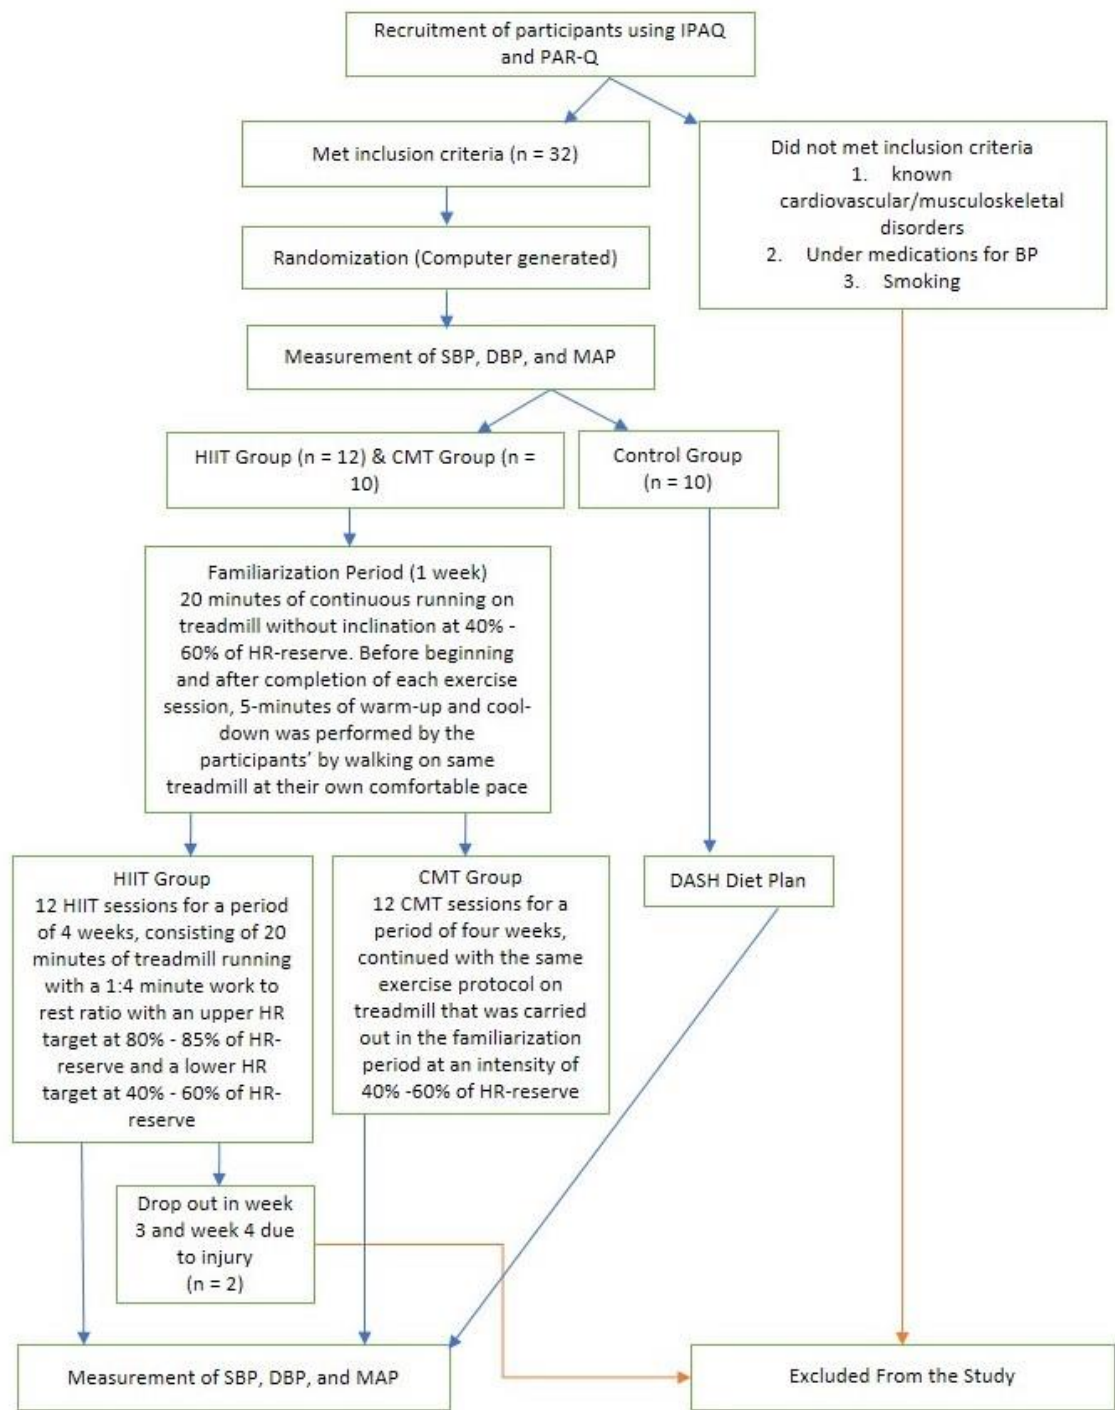 Recruitment of participants using IPAQ
and PAR-Q
Met inclusion criteria (n = 32)
Did not met inclusion criteria
1. known
cardiovascular/musculoskeletal
disorders
2. Under medications for BP
3. Smoking
Randomization (Computer generated)
Measurement of SBP, DBP, and MAP
HIIT Group (n = 12) & CMT Group (n =
10)
Control Group
(n = 10)
Familiarization Period (1 week)
20 minutes of continuous running on
treadmill without inclination at 40% -
60% of HR-reserve. Before beginning
and after completion of each exercise
session, 5-minutes of warm-up and cool-
down was performed by the
participants’ by walking on same
treadmill at their own comfortable pace
HIIT Group
12 HIIT sessions for a period
of 4 weeks, consisting of 20
minutes of treadmill running
with a 1:4 minute work to
rest ratio with an upper HR
target at 80% - 85% of HR-
reserve and a lower HR
target at 40% - 60% of HR-
reserve
CMT Group
12 CMT sessions for a
period of four weeks,
continued with the same
exercise protocol on
treadmill that was carried
out in the familiarization
period at an intensity of
40% -60% of HR-reserve
DASH Diet Plan
Drop out in week
3 and week 4 due
to injury
(n = 2)
Measurement of SBP, DBP, and MAP
Excluded From the Study